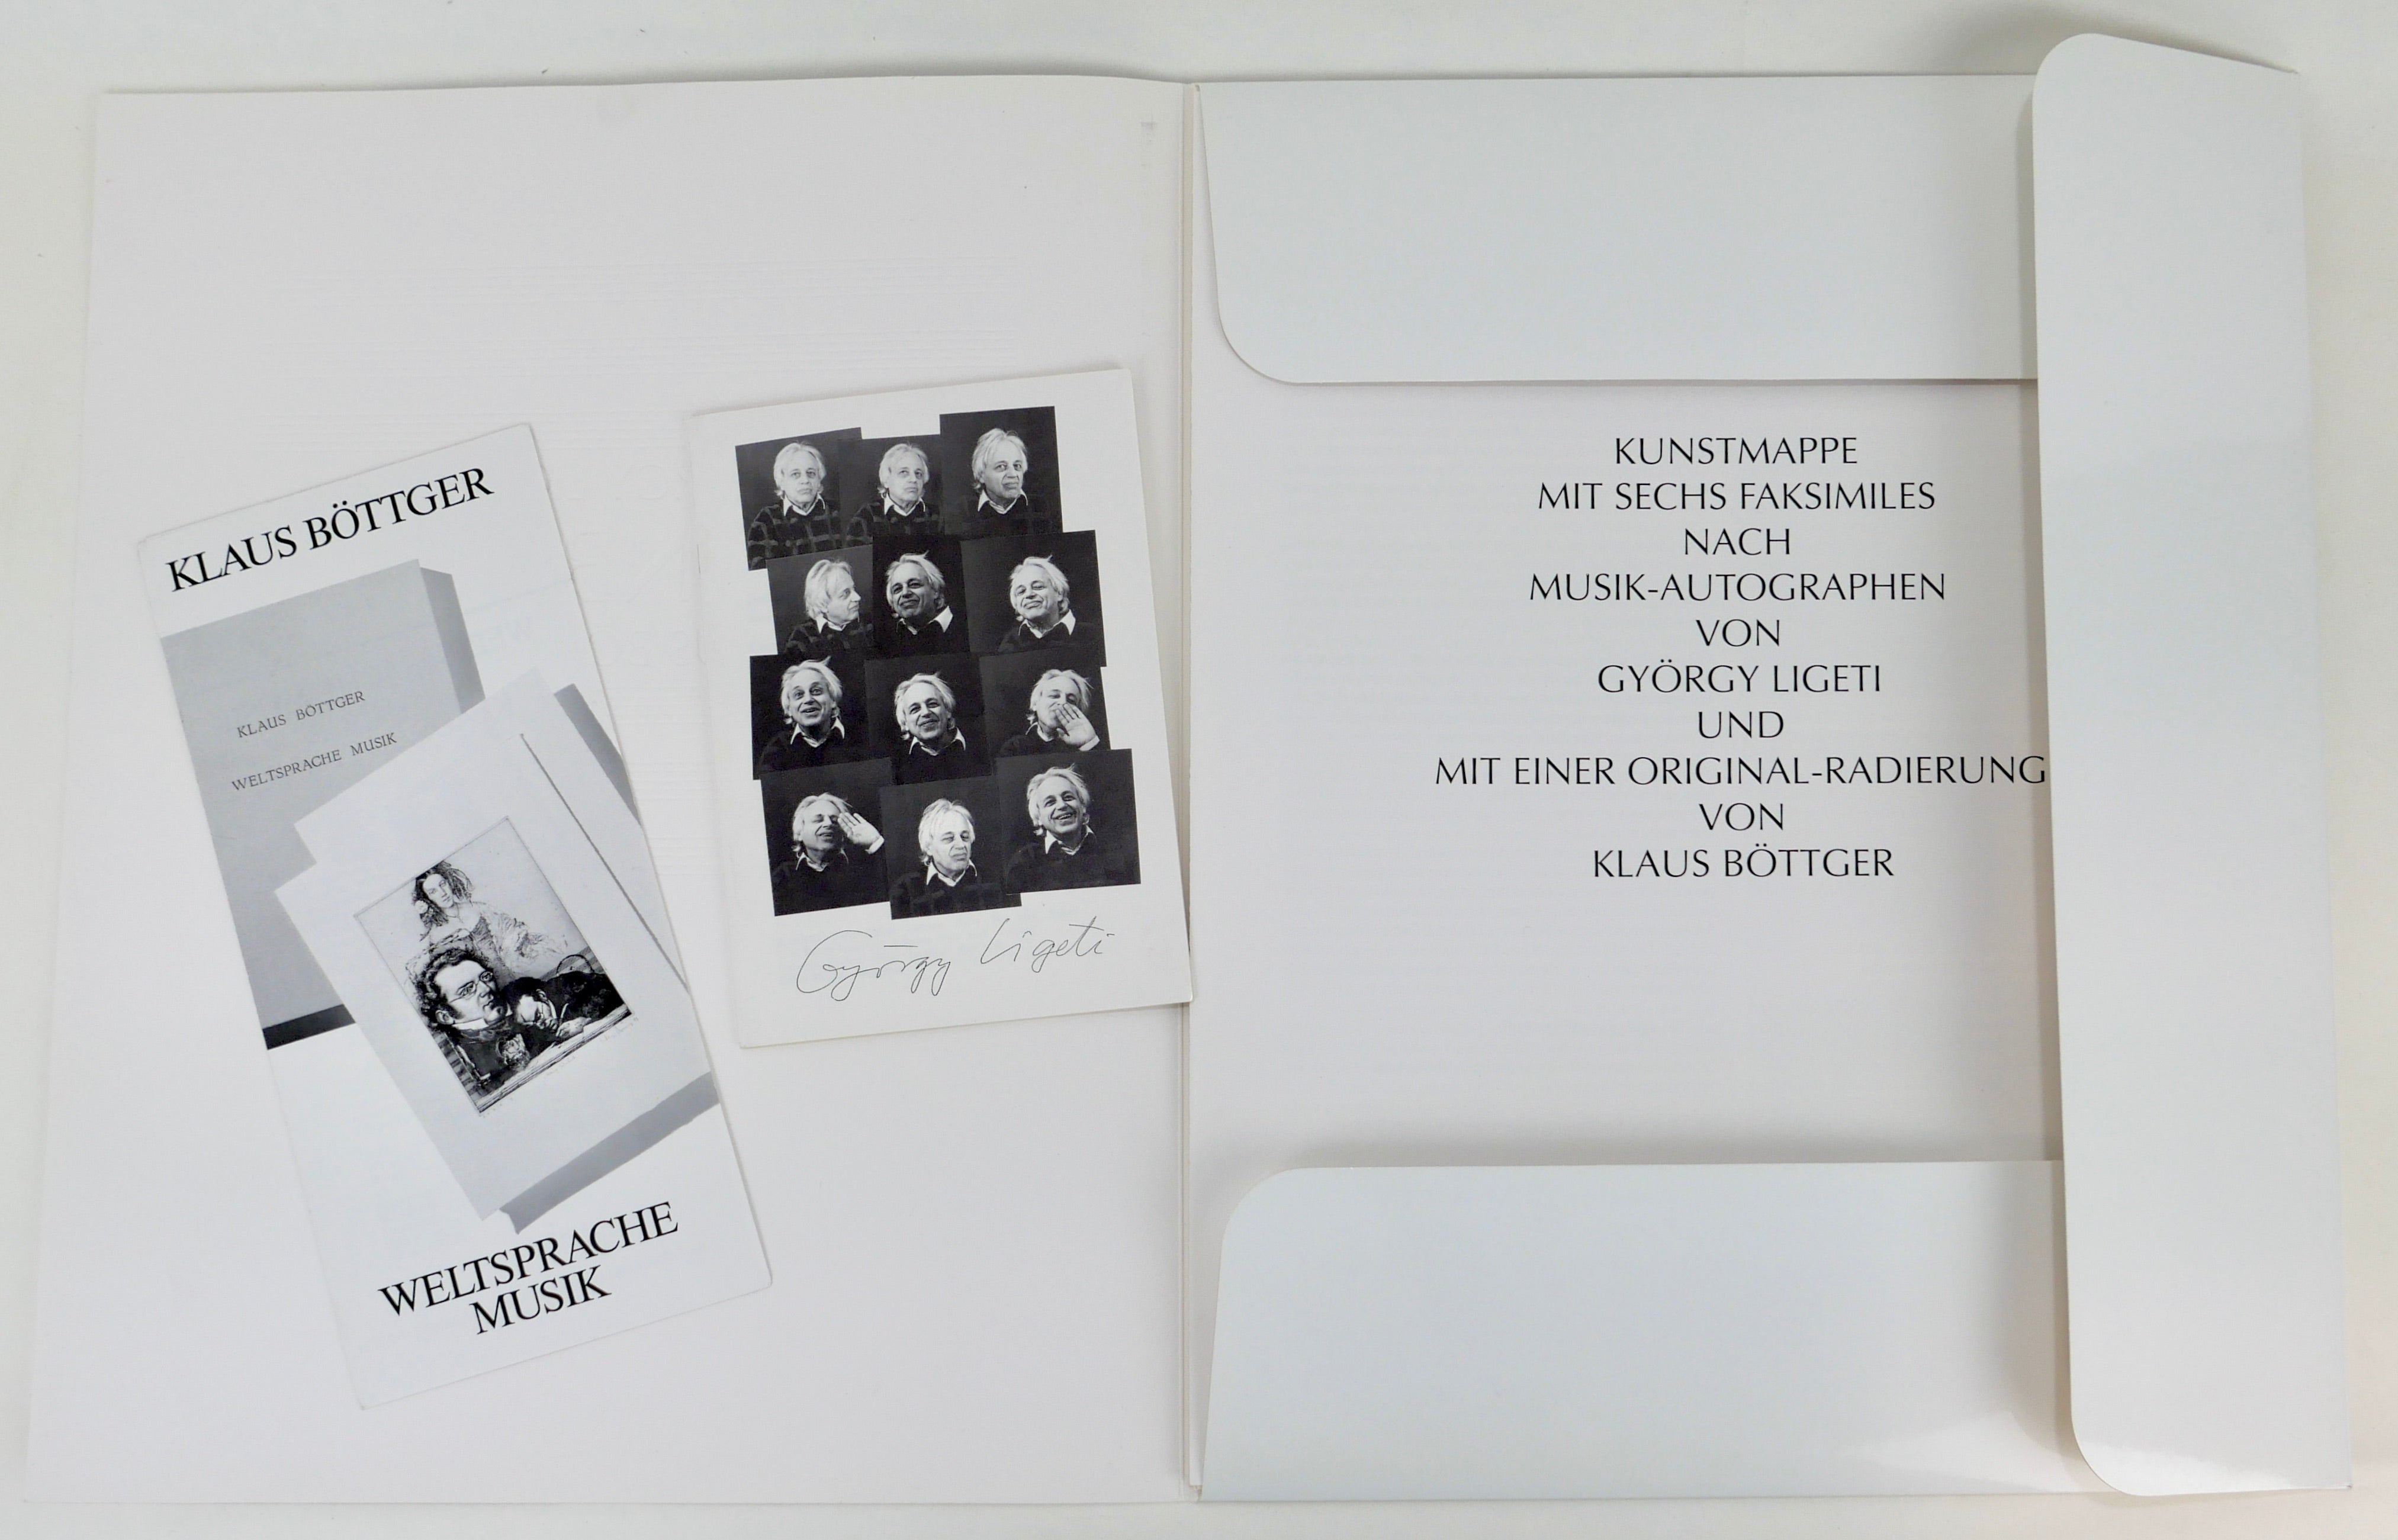 KLAUS BÖTTGER
KLAUS BÖTTGER
WELTSPRACHE MUSIK
WELTSPRACHE
MUSIK
György Ligeti
KUNSTMAPPE
MIT SECHS FAKSIMILES
NACH
MUSIK-AUTOGRAPHEN
VON
GYÖRGY LIGETI
UND
MIT EINER ORIGINAL-RADIERUNG
VON
KLAUS BÖTTGER